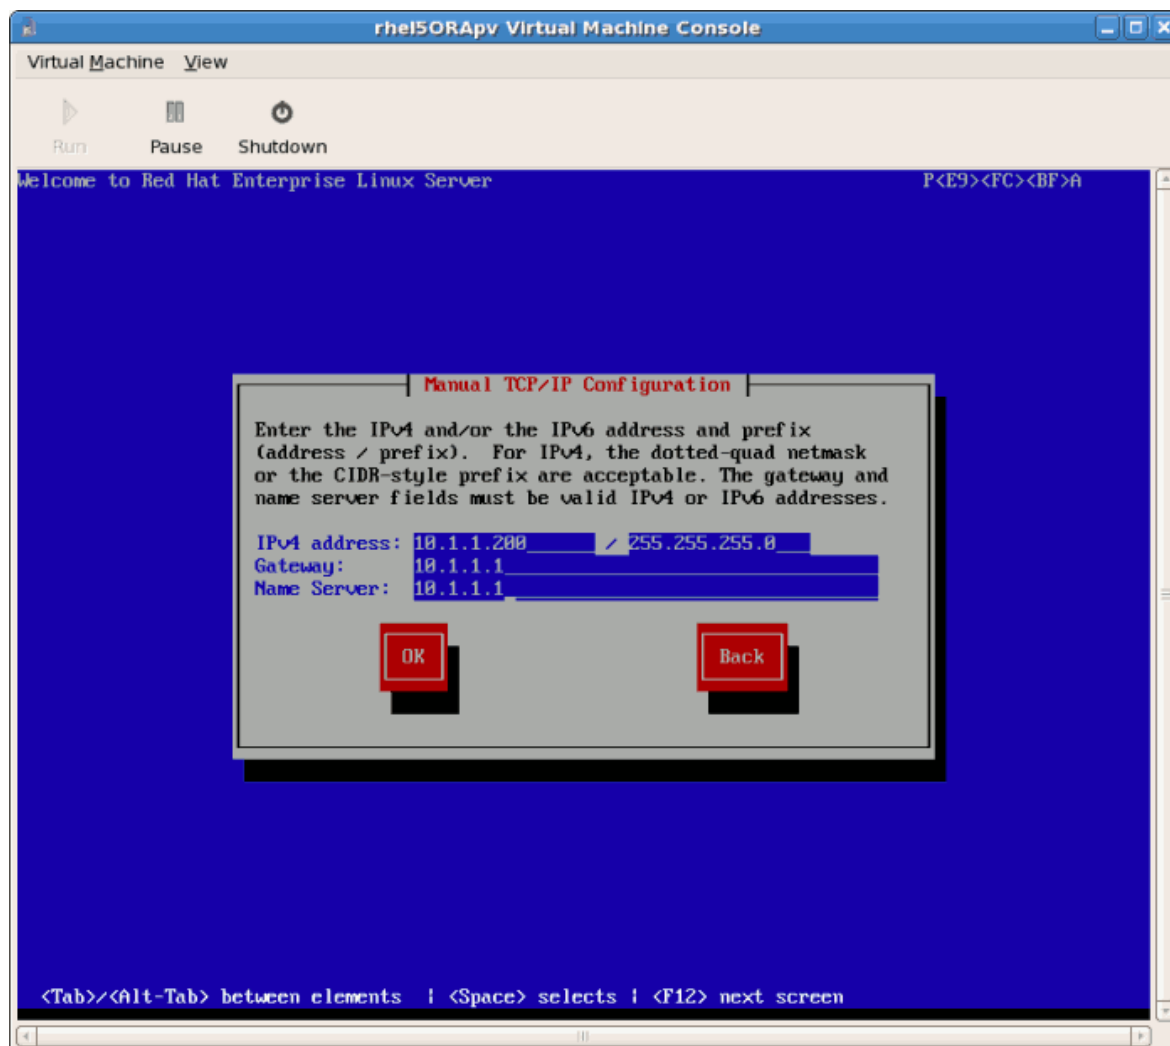 rhel5ORApv Virtual Machine Console
Virtual Machine View
Run Pause Shutdown
Welcome to Red Hat Enterprise Linux Server P<E9><FC><BF>A
Manual TCP/IP Configuration
Enter the IPv4 and/or the IPv6 address and prefix
(address / prefix). For IPv4, the dotted-quad netmask
or the CIDR-style prefix are acceptable. The gateway and
name server fields must be valid IPv4 or IPv6 addresses.
IPv4 address: 10.1.1.200______ / 255.255.255.0___
Gateway: 10.1.1.1_________________________________
Name Server: 10.1.1.1_________________________________
OK Back
<Tab>/<Alt-Tab> between elements | <Space> selects | <F12> next screen